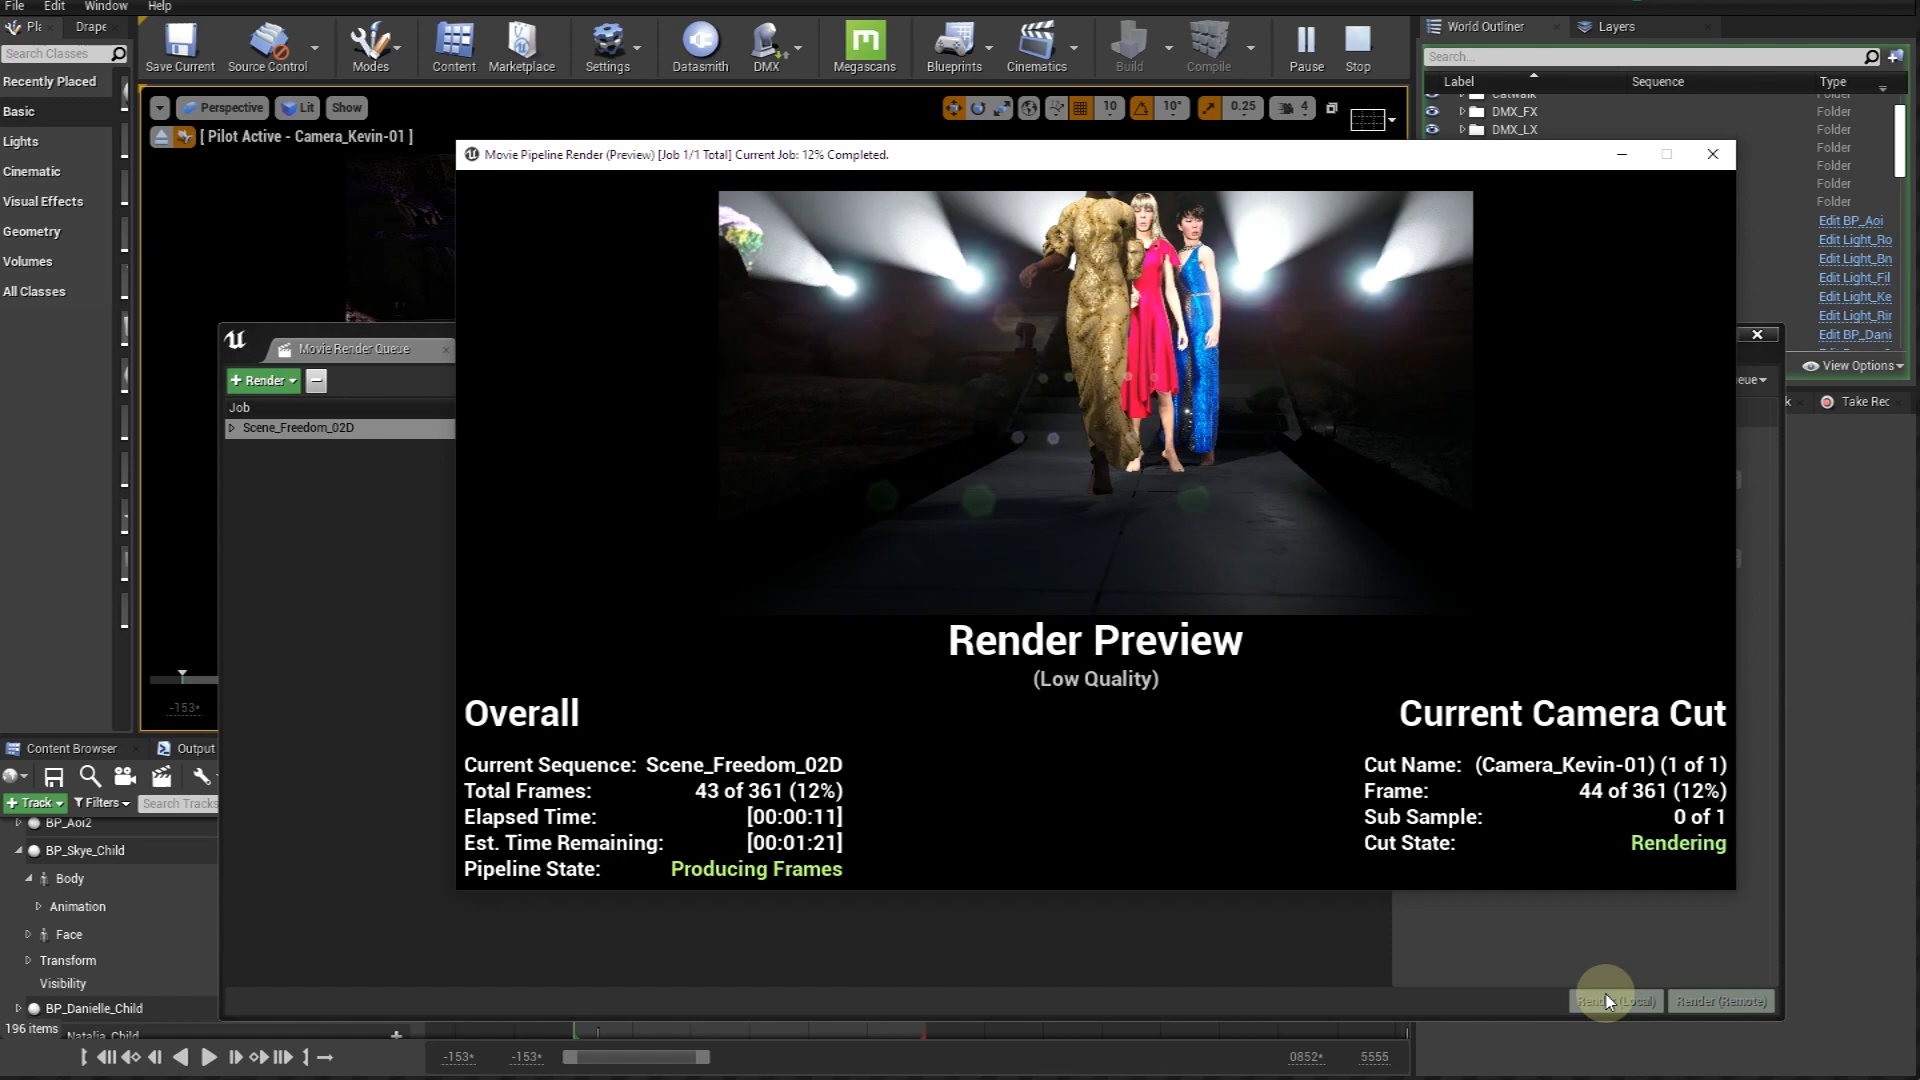 File Edit Window Help
Pla Drape
Search Classes
Recently Placed
Basic
Lights
Cinematic
Visual Effects
Geometry
Volumes
All Classes
Save Current Source Control Modes Content Marketplace Settings Datasmith DMX Megascans Blueprints Cinematics Build Compile Pause Stop
Perspective Lit Show
10 10° 0.25 4
[ Pilot Active - Camera_Kevin-01 ]
World Outliner Layers
Search...
Label Sequence Type
Catwalk Folder
DMX_FX Folder
DMX_LX Folder
Folder
Folder
Folder
Folder
Edit BP_Aoi
Edit Light_Ro
Edit Light_Bn
Edit Light_Fil
Edit Light_Ke
Edit Light_Rir
Edit BP_Dani
View Options
eue
k Take Rec
Movie Pipeline Render (Preview) [Job 1/1 Total] Current Job: 12% Completed.
Movie Render Queue
+ Render
Job
Scene_Freedom_02D
Render Preview
(Low Quality)
Overall
Current Sequence: Scene_Freedom_02D
Total Frames: 43 of 361 (12%)
Elapsed Time: [00:00:11]
Est. Time Remaining: [00:01:21]
Pipeline State: Producing Frames
Current Camera Cut
Cut Name: (Camera_Kevin-01) (1 of 1)
Frame: 44 of 361 (12%)
Sub Sample: 0 of 1
Cut State: Rendering
Render (Local) Render (Remote)
-153*
Content Browser Output
+ Track Filters Search Tracks
BP_Aoi2
BP_Skye_Child
Body
Animation
Face
Transform
Visibility
BP_Danielle_Child
Natalia_Child
196 items
-153* -153* 0852* 5555